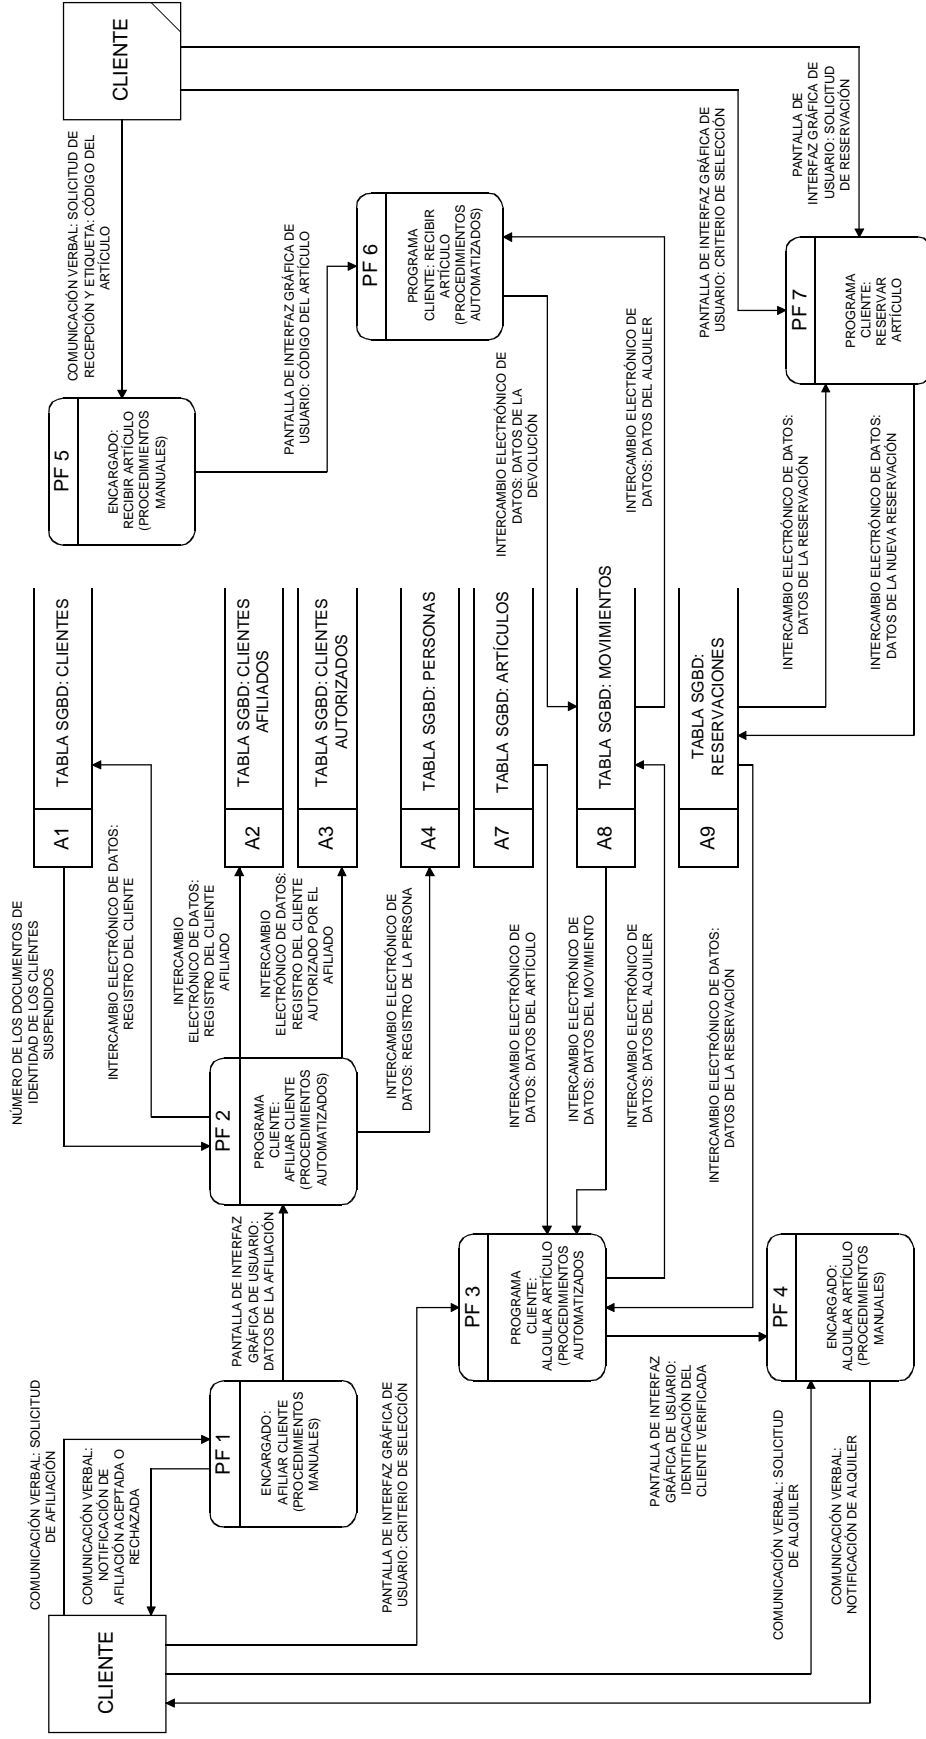 CLIENTE
COMUNICACIÓN VERBAL: SOLICITUD
DE AFILIACIÓN
COMUNICACIÓN VERBAL:
NOTIFICACIÓN DE
AFILIACIÓN ACEPTADA O
RECHAZADA
PF 1
ENCARGADO:
AFILIAR CLIENTE
(PROCEDIMIENTOS
MANUALES)
PANTALLA DE INTERFAZ
GRÁFICA DE USUARIO:
DATOS DE LA AFILIACIÓN
PF 2
PROGRAMA
CLIENTE:
AFILIAR CLIENTE
(PROCEDIMIENTOS
AUTOMATIZADOS)
NÚMERO DE LOS DOCUMENTOS DE
IDENTIDAD DE LOS CLIENTES
SUSPENDIDOS
INTERCAMBIO ELECTRÓNICO DE DATOS:
REGISTRO DEL CLIENTE
INTERCAMBIO
ELECTRÓNICO DE DATOS:
REGISTRO DEL CLIENTE
AFILIADO
INTERCAMBIO
ELECTRÓNICO DE DATOS:
REGISTRO DEL CLIENTE
AUTORIZADO POR EL
AFILIADO
INTERCAMBIO ELECTRÓNICO DE
DATOS: REGISTRO DE LA PERSONA
A1
TABLA SGBD: CLIENTES
A2
TABLA SGBD: CLIENTES
AFILIADOS
A3
TABLA SGBD: CLIENTES
AUTORIZADOS
A4
TABLA SGBD: PERSONAS
A7
TABLA SGBD: ARTÍCULOS
A8
TABLA SGBD: MOVIMIENTOS
A9
TABLA SGBD:
RESERVACIONES
PANTALLA DE INTERFAZ GRÁFICA DE
USUARIO: CRITERIO DE SELECCIÓN
PF 3
PROGRAMA
CLIENTE:
ALQUILAR ARTÍCULO
(PROCEDIMIENTOS
AUTOMATIZADOS
INTERCAMBIO ELECTRÓNICO DE
DATOS: DATOS DEL ARTÍCULO
INTERCAMBIO ELECTRÓNICO DE
DATOS: DATOS DEL MOVIMIENTO
INTERCAMBIO ELECTRÓNICO DE
DATOS: DATOS DEL ALQUILER
INTERCAMBIO ELECTRÓNICO DE DATOS:
DATOS DE LA RESERVACIÓN
PANTALLA DE INTERFAZ
GRÁFICA DE USUARIO:
IDENTIFICACIÓN DEL
CLIENTE VERIFICADA
PF 4
ENCARGADO:
ALQUILAR ARTÍCULO
(PROCEDIMIENTOS
MANUALES)
COMUNICACIÓN VERBAL: SOLICITUD
DE ALQUILER
COMUNICACIÓN VERBAL:
NOTIFICACIÓN DE ALQUILER
CLIENTE
COMUNICACIÓN VERBAL: SOLICITUD DE
RECEPCIÓN Y ETIQUETA: CÓDIGO DEL
ARTÍCULO
PF 5
ENCARGADO:
RECIBIR ARTÍCULO
(PROCEDIMIENTOS
MANUALES)
PANTALLA DE INTERFAZ GRÁFICA DE
USUARIO: CÓDIGO DEL ARTÍCULO
PF 6
PROGRAMA
CLIENTE: RECIBIR
ARTÍCULO
(PROCEDIMIENTOS
AUTOMATIZADOS)
INTERCAMBIO ELECTRÓNICO DE
DATOS: DATOS DE LA
DEVOLUCIÓN
INTERCAMBIO ELECTRÓNICO DE
DATOS: DATOS DEL ALQUILER
PANTALLA DE INTERFAZ GRÁFICA DE
USUARIO: CRITERIO DE SELECCIÓN
PANTALLA DE
INTERFAZ GRÁFICA DE
USUARIO: SOLICITUD
DE RESERVACIÓN
PF 7
PROGRAMA
CLIENTE:
RESERVAR
ARTÍCULO
INTERCAMBIO ELECTRÓNICO DE DATOS:
DATOS DE LA RESERVACIÓN
INTERCAMBIO ELECTRÓNICO DE DATOS:
DATOS DE LA NUEVA RESERVACIÓN